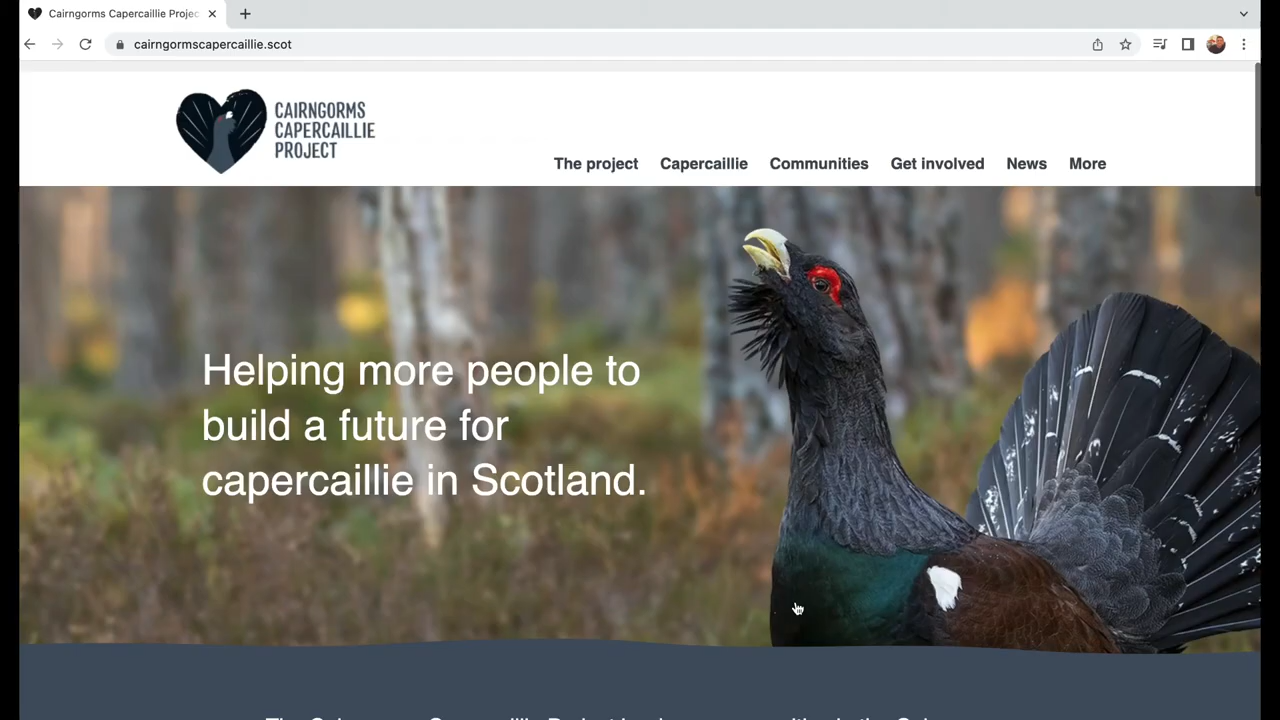 Cairngorms Capercaillie Projec
cairngormscapercaillie.scot
CAIRNGORMS
CAPERCAILLIE
PROJECT
The project
Capercaillie
Communities
Get involved
News
More
Helping more people to
build a future for
capercaillie in Scotland.